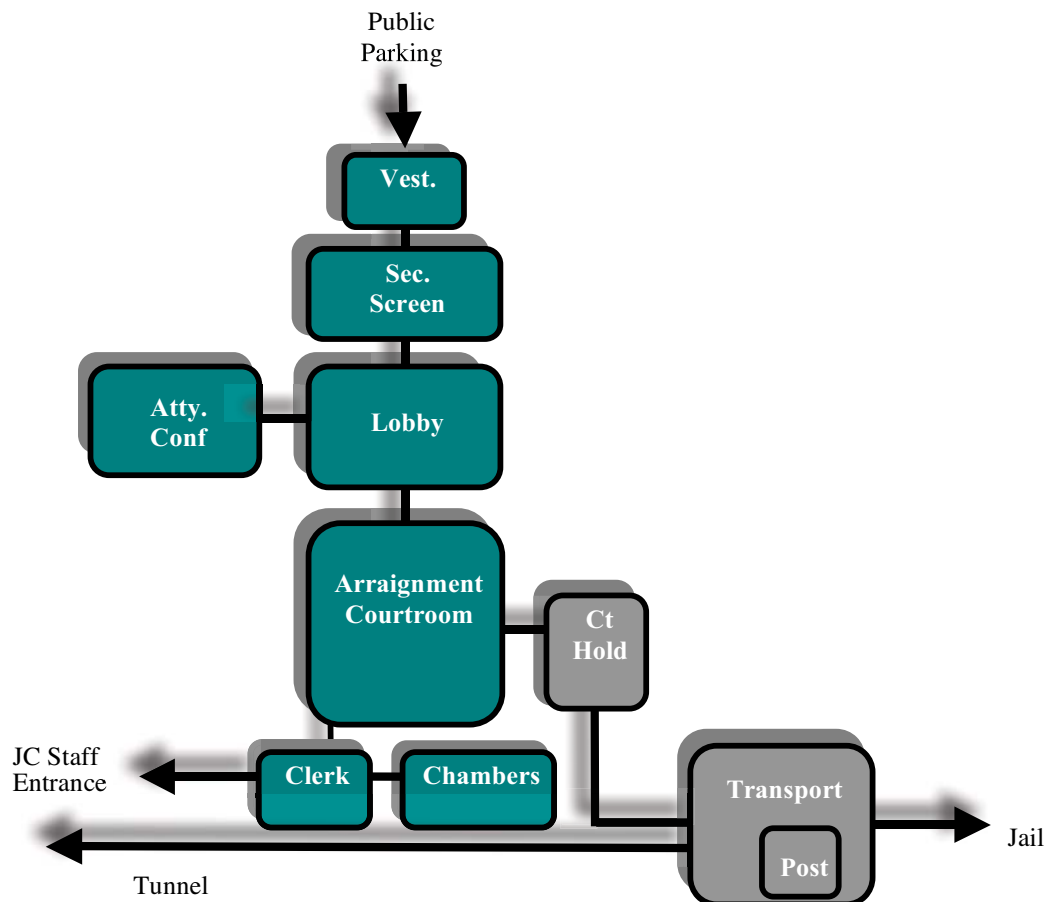 Public
Parking
Vest.
Sec.
Screen
Atty.
Conf
Lobby
Arraignment
Courtroom
Ct
Hold
JC Staff
Entrance
Clerk
Chambers
Transport
Post
Jail
Tunnel